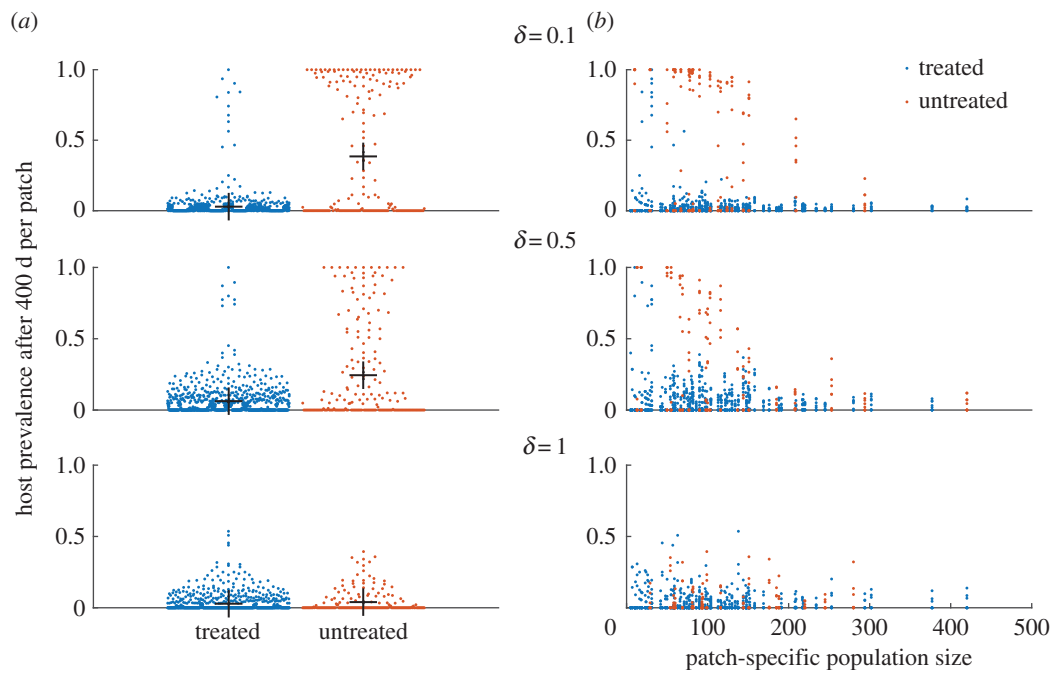 (a)
(b)
δ = 0.1
host prevalence after 400 d per patch
1.0
0.5
0
1.0
0.5
0
treated
untreated
δ = 0.5
1.0
0.5
0
1.0
0.5
0
δ = 1
1.0
0.5
0
treated
untreated
1.0
0.5
0
0
100
200
300
400
500
patch-specific population size